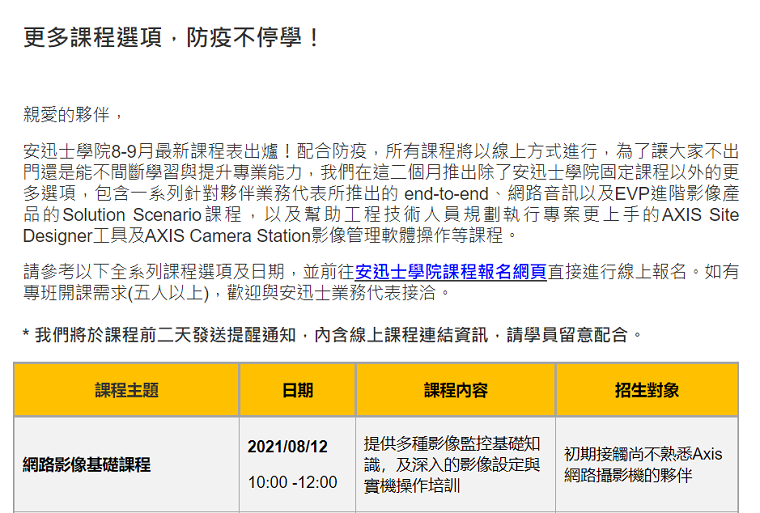 更多課程選項，防疫不停學！
親愛的夥伴，
安迅士學院8-9月最新課程表出爐！配合防疫，所有課程將以線上方式進行，為了讓大家不出
門還是能不間斷學習與提升專業能力，我們在這二個月推出除了安迅士學院固定課程以外的更
多選項，包含一系列針對夥伴業務代表所推出的 end-to-end、網路音訊以及EVP進階影像產
品的Solution Scenario課程，以及幫助工程技術人員規劃執行專案更上手的AXIS Site
Designer工具及AXIS Camera Station影像管理軟體操作等課程。
請參考以下全系列課程選項及日期，並前往安迅士學院課程報名網頁直接進行線上報名。如有
專班開課需求(五人以上)，歡迎與安迅士業務代表接洽。
* 我們將於課程前二天發送提醒通知，內含線上課程連結資訊，請學員留意配合。
課程主題 日期 課程內容 招生對象
網路影像基礎課程
2021/08/12
10:00 -12:00
提供多種影像監控基礎知
識，及深入的影像設定與
實機操作培訓
初期接觸尚不熟悉Axis
網路攝影機的夥伴